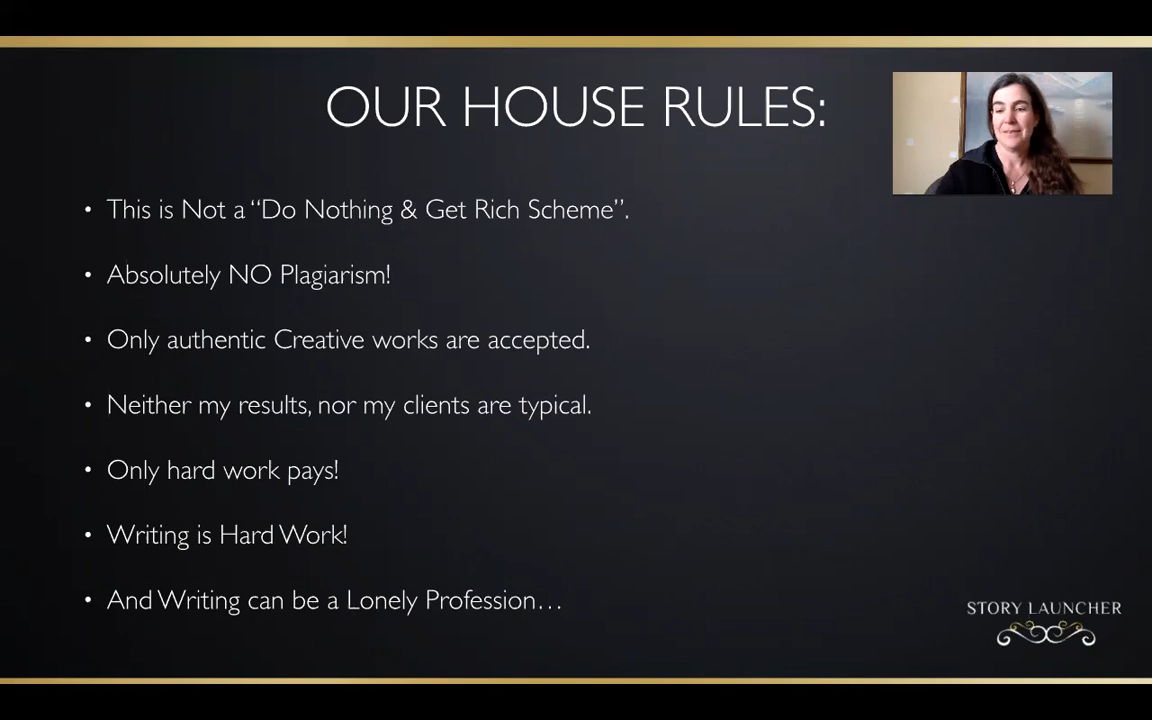 OUR HOUSE RULES:
• This is Not a “Do Nothing & Get Rich Scheme”.
• Absolutely NO Plagiarism!
• Only authentic Creative works are accepted.
• Neither my results, nor my clients are typical.
• Only hard work pays!
• Writing is Hard Work!
• And Writing can be a Lonely Profession…
STORY LAUNCHER